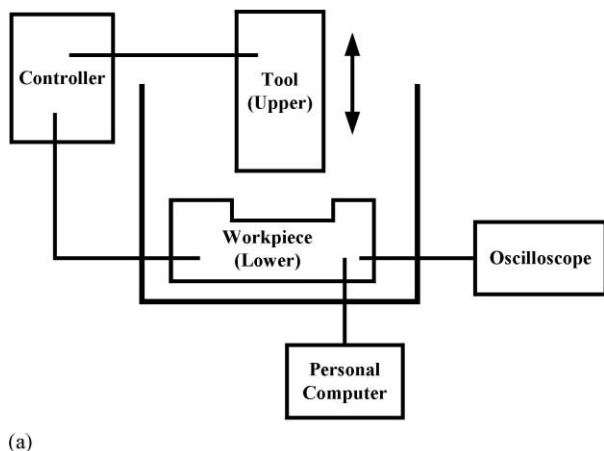 Controller
Tool
(Upper)
Workpiece
(Lower)
Oscilloscope
Personal
Computer
(a)